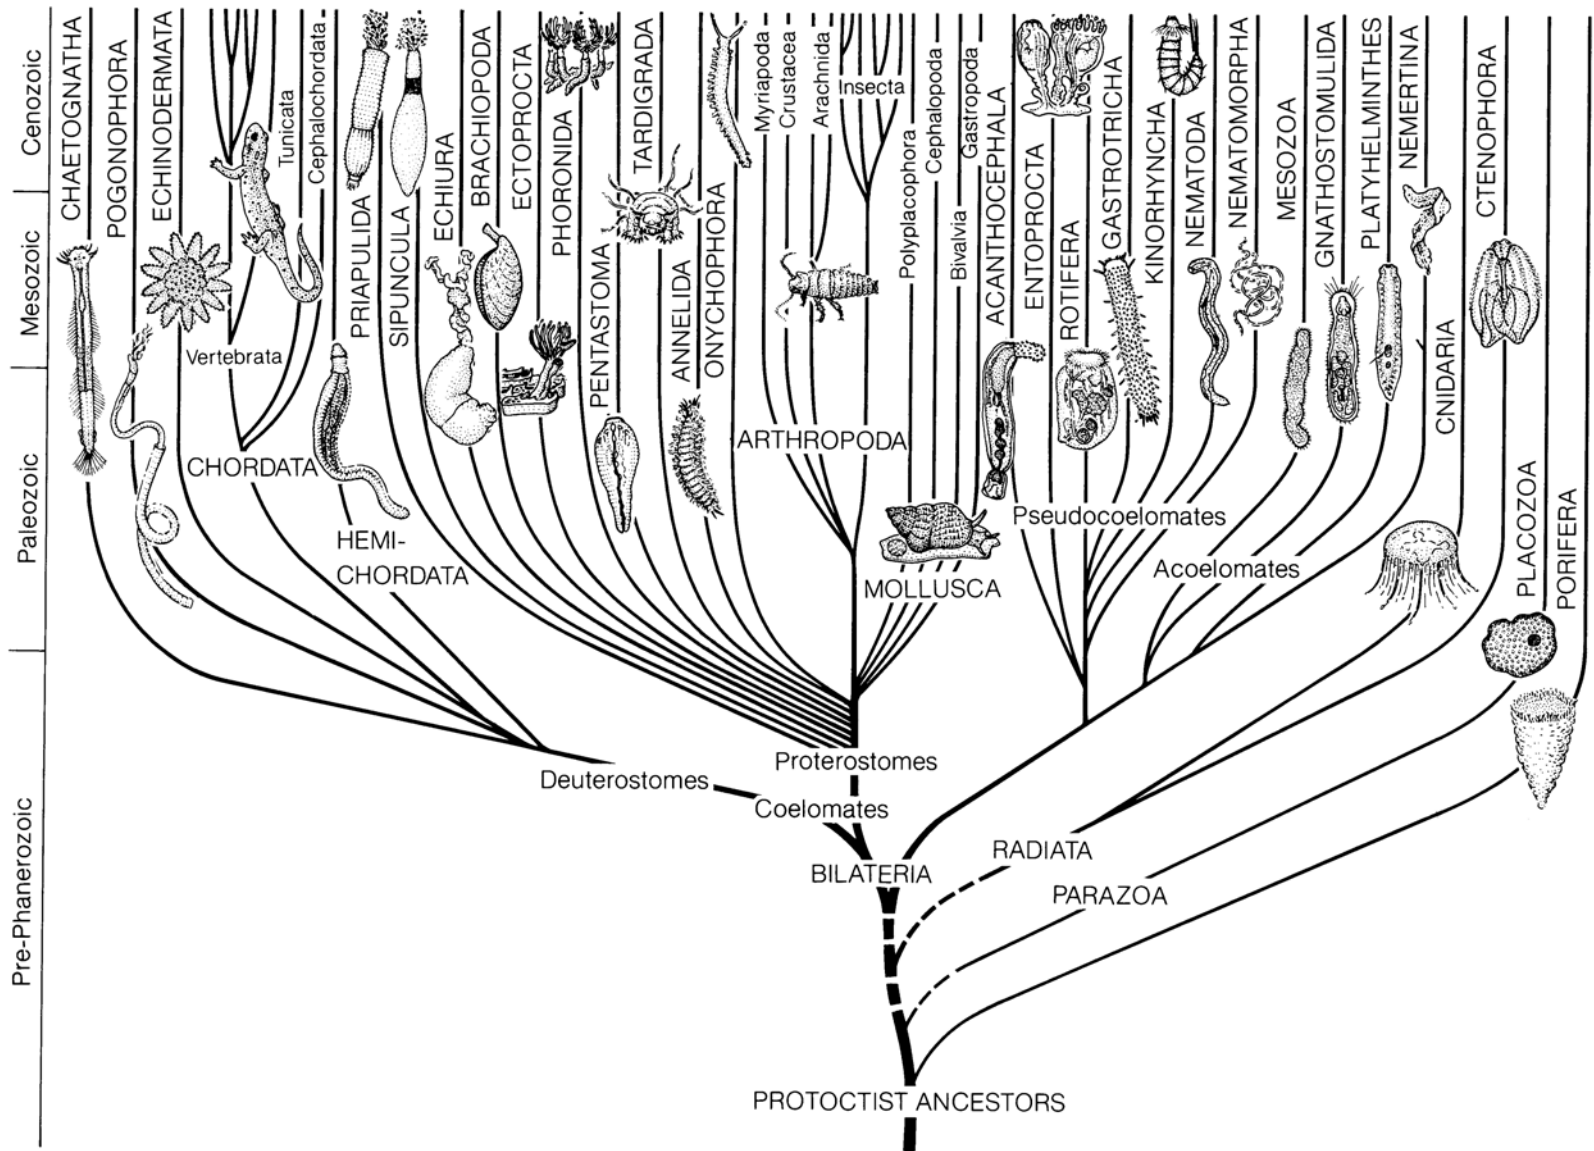 Cenozoic
Mesozoic
Paleozoic
Pre-Phanerozoic
CHAETOGNATHA
POGONOPHORA
ECHINODERMATA
Vertebrata
Tunicata
Cephalochordata
CHORDATA
HEMI-
CHORDATA
PRIAPULIDA
SIPUNCULA
ECHIURA
BRACHIOPODA
ECTOPROCTA
PHORONIDA
PENTASTOMA
TARDIGRADA
ANNELIDA
ONYCHOPHORA
Myriapoda
Crustacea
Arachnida
Insecta
ARTHROPODA
Polyplacophora
Cephalopoda
Bivalvia
Gastropoda
MOLLUSCA
ACANTHOCEPHALA
ENTOPROCTA
ROTIFERA
GASTROTRICHA
KINORHYNCHA
NEMATODA
NEMATOMORPHA
Pseudocoelomates
MESOZOA
GNATHOSTOMULIDA
PLATYHELMINTHES
NEMERTINA
Acoelomates
CNIDARIA
CTENOPHORA
PLACOZOA
PORIFERA
Deuterostomes
Proterostomes
Coelomates
BILATERIA
RADIATA
PARAZOA
PROTOCTIST ANCESTORS